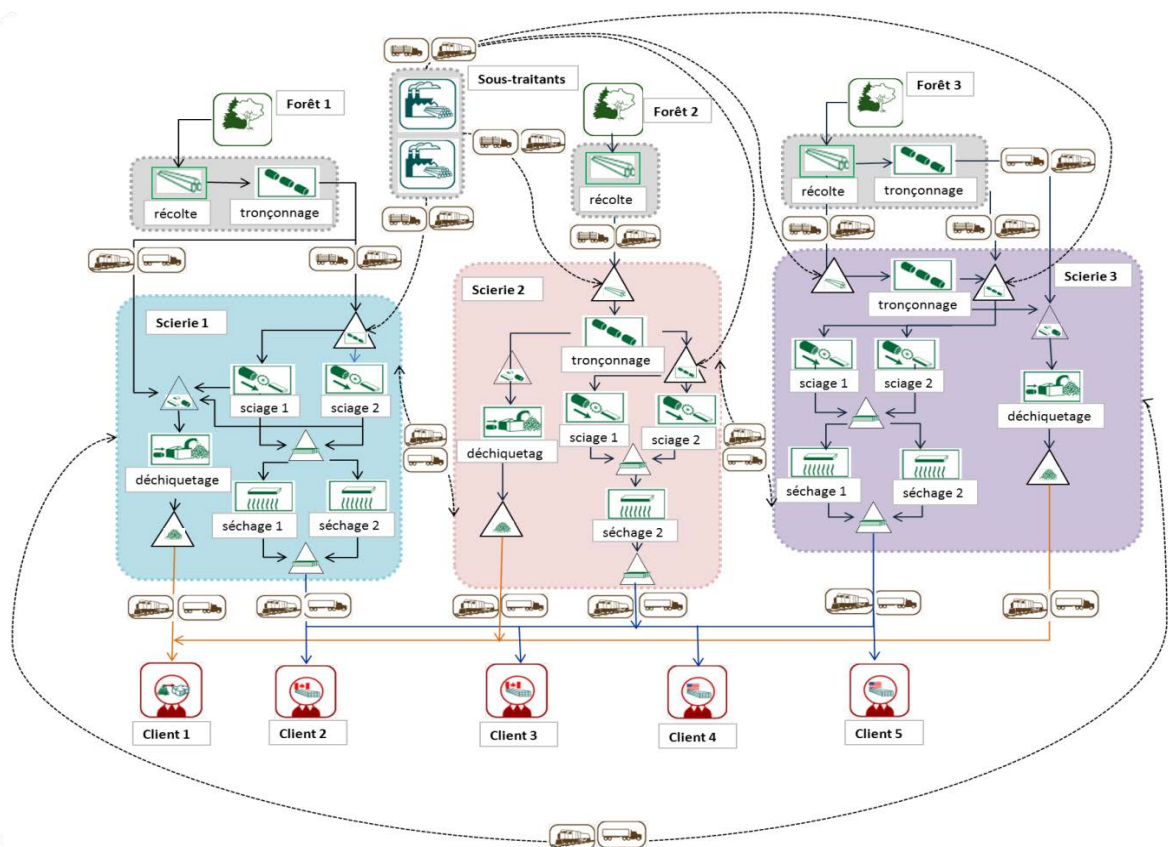 Sous-traitants
Forêt 1
Forêt 2
Forêt 3
récolte
tronçonnage
récolte
récolte
tronçonnage
Scierie 1
Scierie 2
Scierie 3
tronçonnage
tronçonnage
sciage 1
sciage 2
sciage 1
sciage 2
sciage 1
sciage 2
déchiquetage
déchiquetag
déchiquetage
séchage 1
séchage 2
séchage 2
séchage 1
séchage 2
Client 1
Client 2
Client 3
Client 4
Client 5